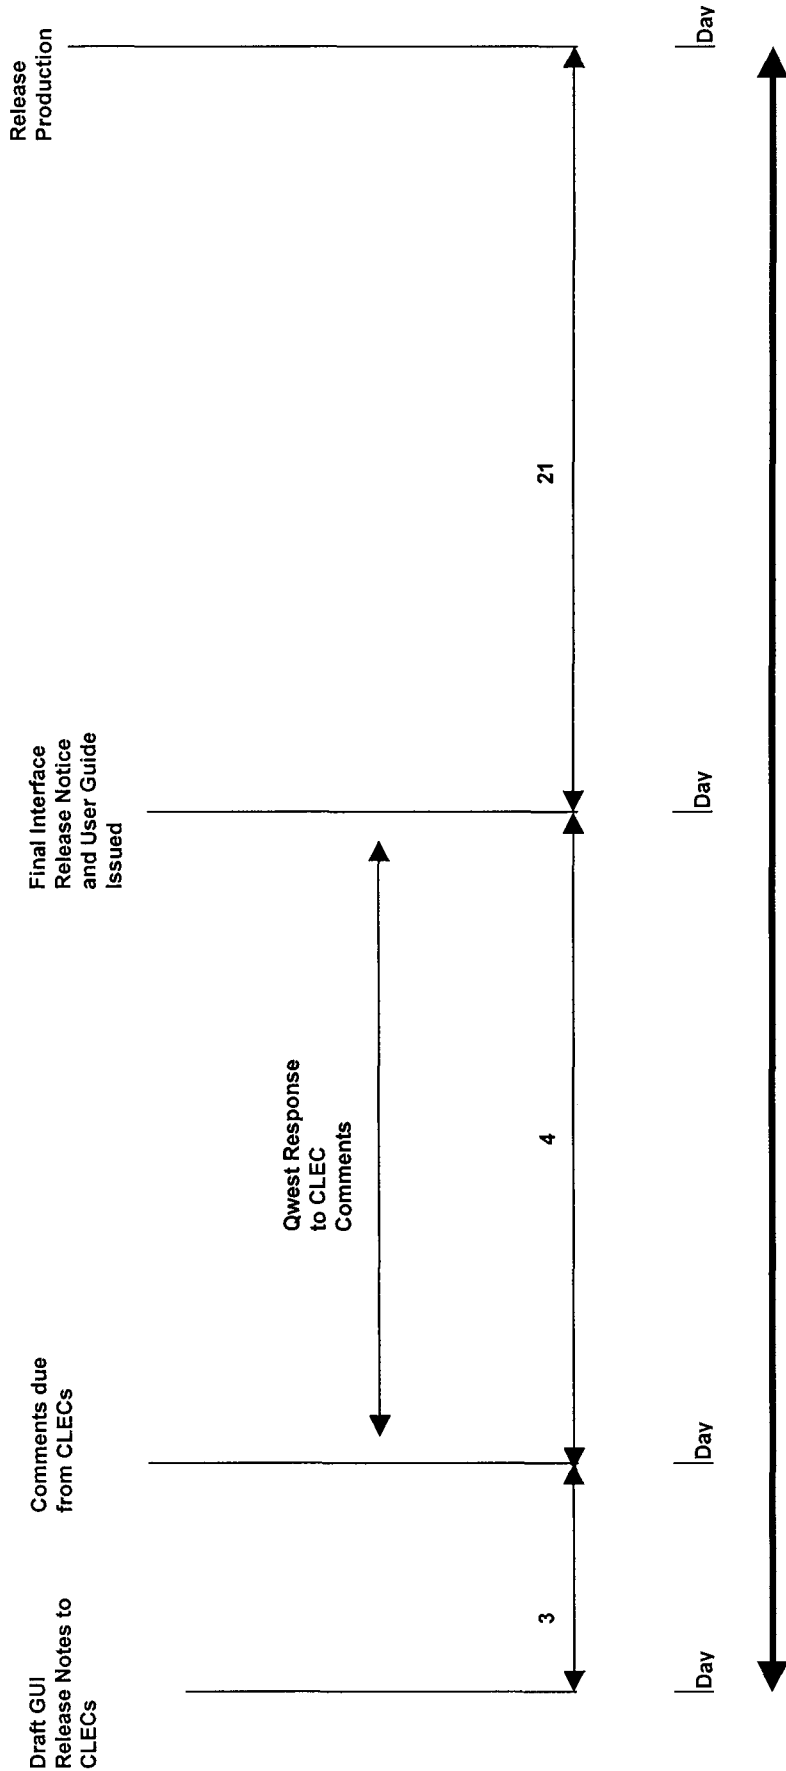 Draft GUI
Release Notes to
CLECs
Comments due
from CLECs
Final Interface
Release Notice
and User Guide
Issued
Release
Production
Qwest Response
to CLEC
Comments
3
4
21
Day
Day
Day
Day